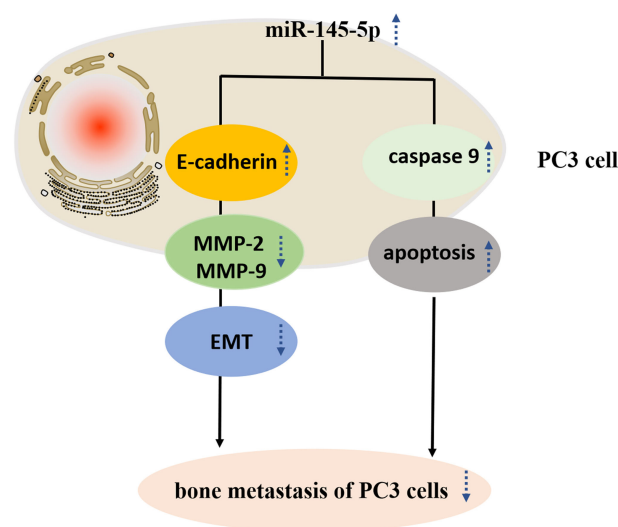 miR-145-5p
E-cadherin
caspase 9
PC3 cell
MMP-2
MMP-9
apoptosis
EMT
bone metastasis of PC3 cells